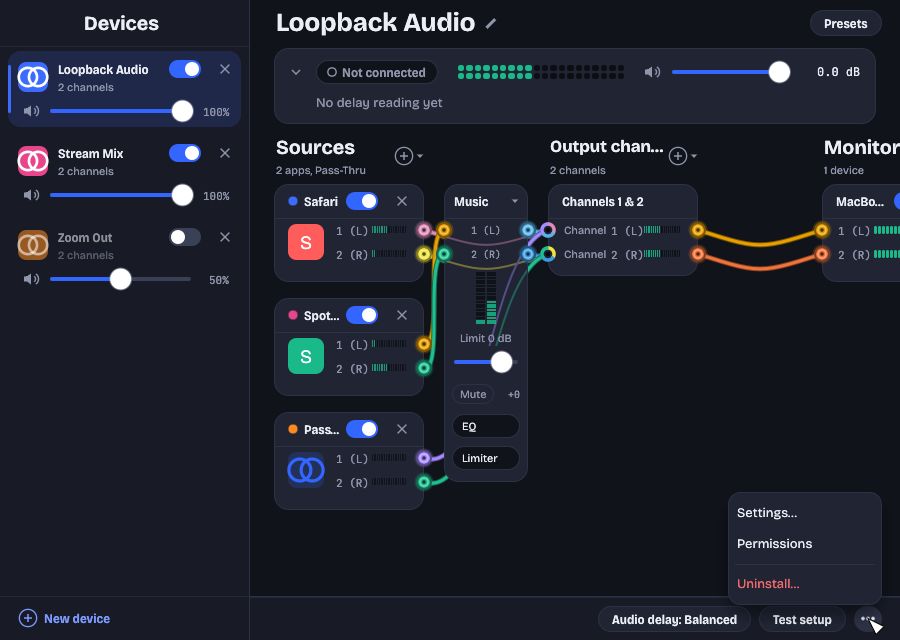 Devices
Loopback Audio
2 channels
100%
Stream Mix
2 channels
100%
Zoom Out
2 channels
50%
New device
Loopback Audio
Presets
Not connected
0.0 dB
No delay reading yet
Sources
2 apps, Pass-Thru
Output chan...
2 channels
Monitor
1 device
Safari
S
1 (L)
2 (R)
Spot...
S
1 (L)
2 (R)
Pass...
1 (L)
2 (R)
Music
1 (L)
2 (R)
Limit 0 dB
Mute +0
EQ
Limiter
Channels 1 & 2
Channel 1 (L)
Channel 2 (R)
MacBo...
1 (L)
2 (R)
Settings...
Permissions
Uninstall...
Audio delay: Balanced
Test setup